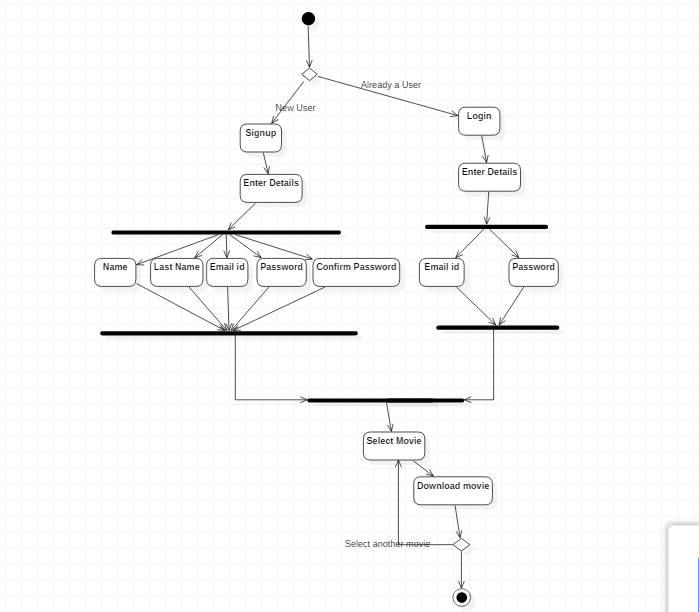 Already a User
New User
Login
Signup
Enter Details
Enter Details
Name
Last Name
Email id
Password
Confirm Password
Email id
Password
Select Movie
Download movie
Select another movie